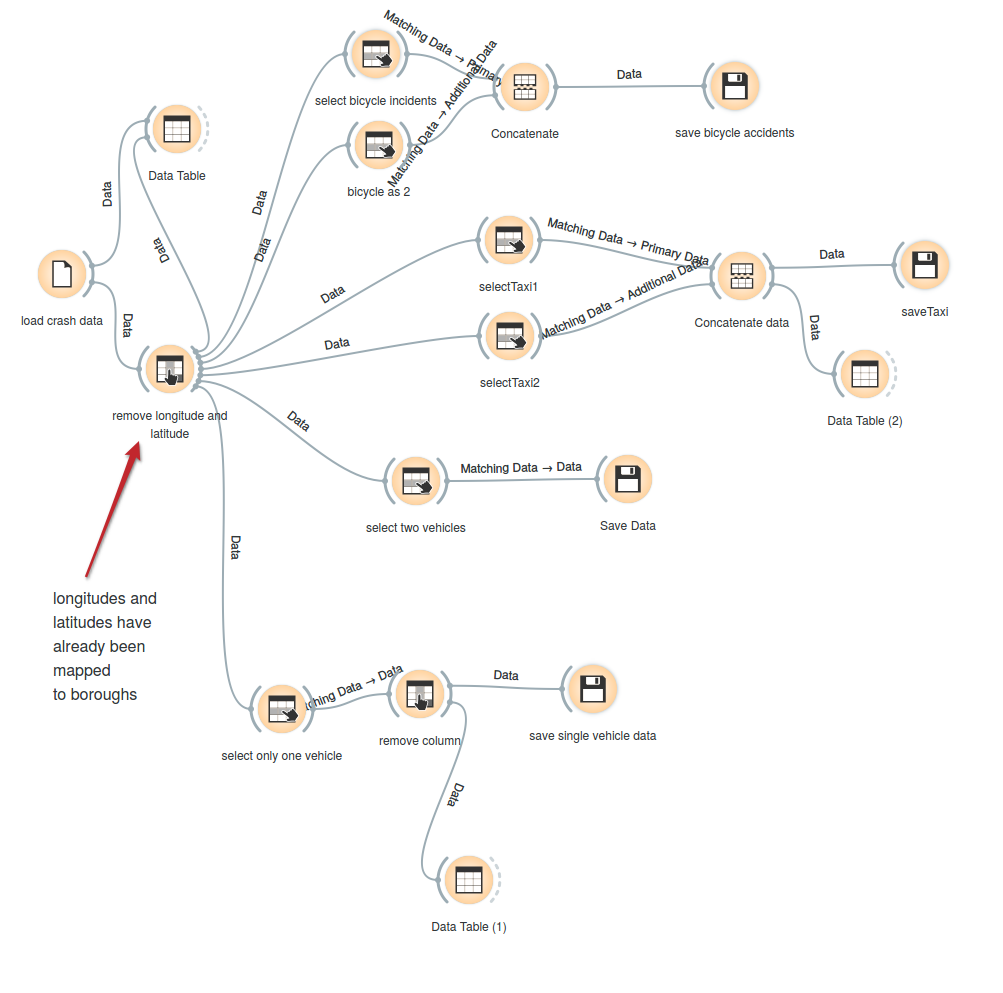 Matching Data → Primary
select bicycle incidents
Matching Data → Additional Data
Concatenate
Data
save bicycle accidents
bicycle as 2
Data Table
Data
Data
Data
Data
load crash data
Data
remove longitude and
latitude
Data
selectTaxi1
Matching Data → Primary Data
Data
selectTaxi2
Matching Data → Additional Data
Concatenate data
Data
saveTaxi
Data
Data Table (2)
Data
select two vehicles
Matching Data → Data
Save Data
Data
longitudes and
latitudes have
already been
mapped
to boroughs
select only one vehicle
ching Data → Data
remove column
Data
save single vehicle data
Data
Data Table (1)